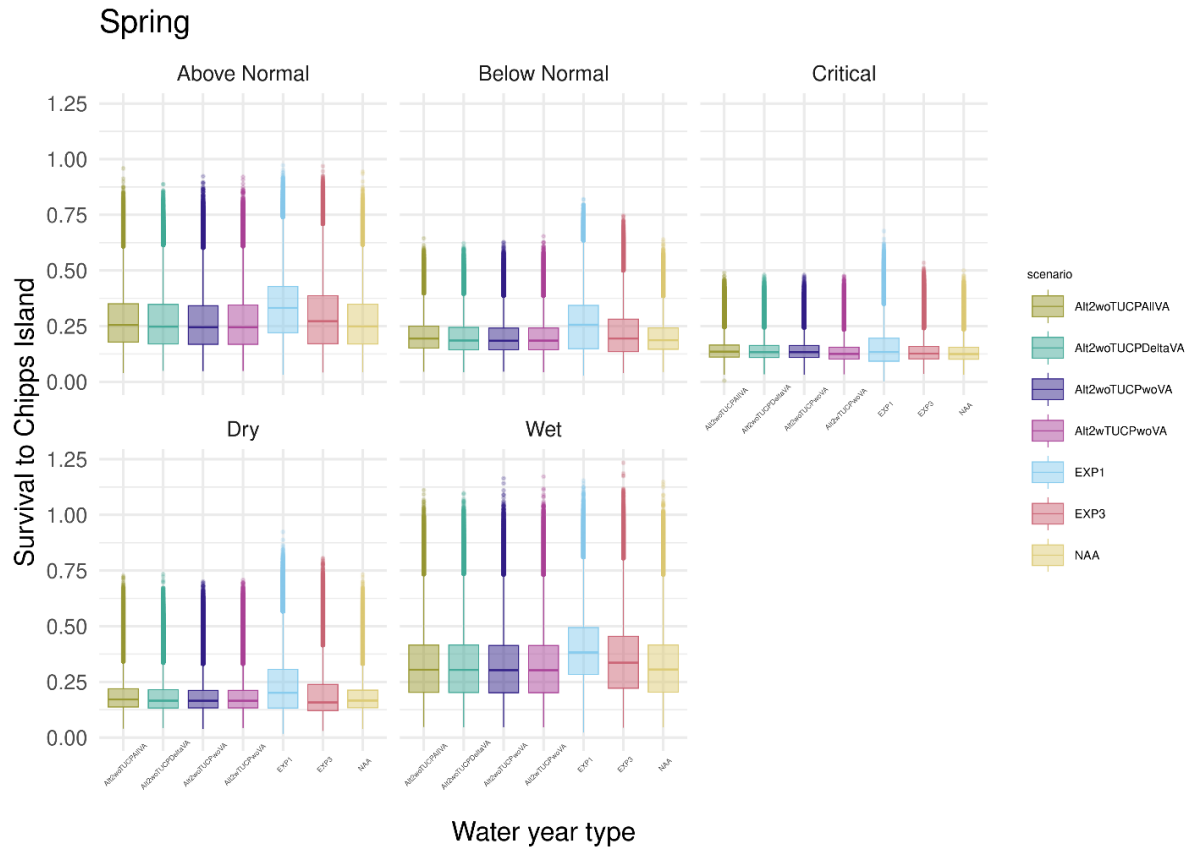 Spring
Above Normal
Below Normal
Critical
1.25
1.00
0.75
0.50
0.25
0.00
Alt2woTUCPAllVA
Alt2woTUCPDeltaVA
Alt2woTUCPwoVA
Alt2wTUCPwoVA
EXP1
EXP3
NAA
Dry
Wet
1.25
1.00
0.75
0.50
0.25
0.00
Alt2woTUCPAllVA
Alt2woTUCPDeltaVA
Alt2woTUCPwoVA
Alt2wTUCPwoVA
EXP1
EXP3
NAA
Alt2woTUCPAllVA
Alt2woTUCPDeltaVA
Alt2woTUCPwoVA
Alt2wTUCPwoVA
EXP1
EXP3
NAA
Survival to Chipps Island
Water year type
scenario
Alt2woTUCPAllVA
Alt2woTUCPDeltaVA
Alt2woTUCPwoVA
Alt2wTUCPwoVA
EXP1
EXP3
NAA